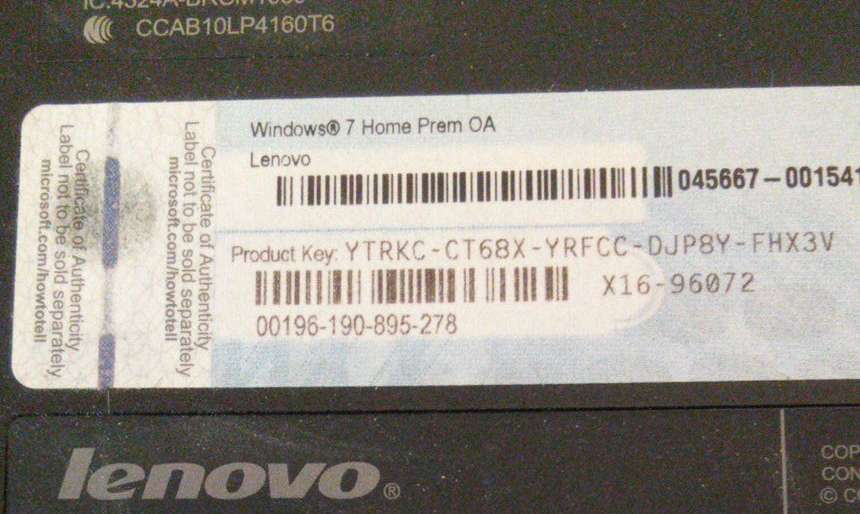 CCAB10LP4160T6
Certificate of Authenticity
Label not to be sold separately
microsoft.com/howtotell
Certificate of Authenticity
Label not to be sold separately
microsoft.com/howtotell
Windows® 7 Home Prem OA
Lenovo
045667-001541
Product Key: YTRKC-CT68X-YRFCC-DJP8Y-FHX3V
X16-96072
00196-190-895-278
lenovo®